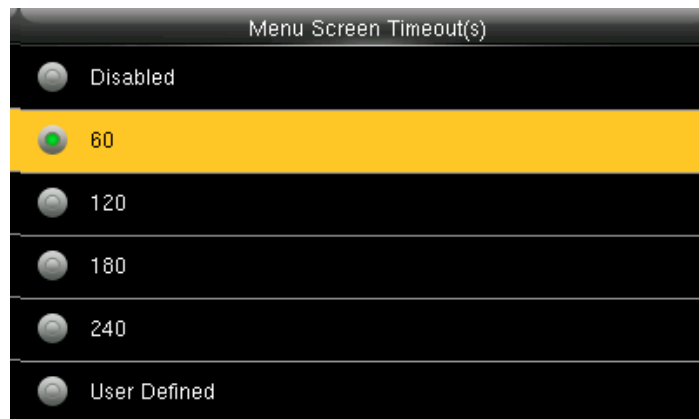 Menu Screen Timeout(s)
Disabled
60
120
180
240
User Defined